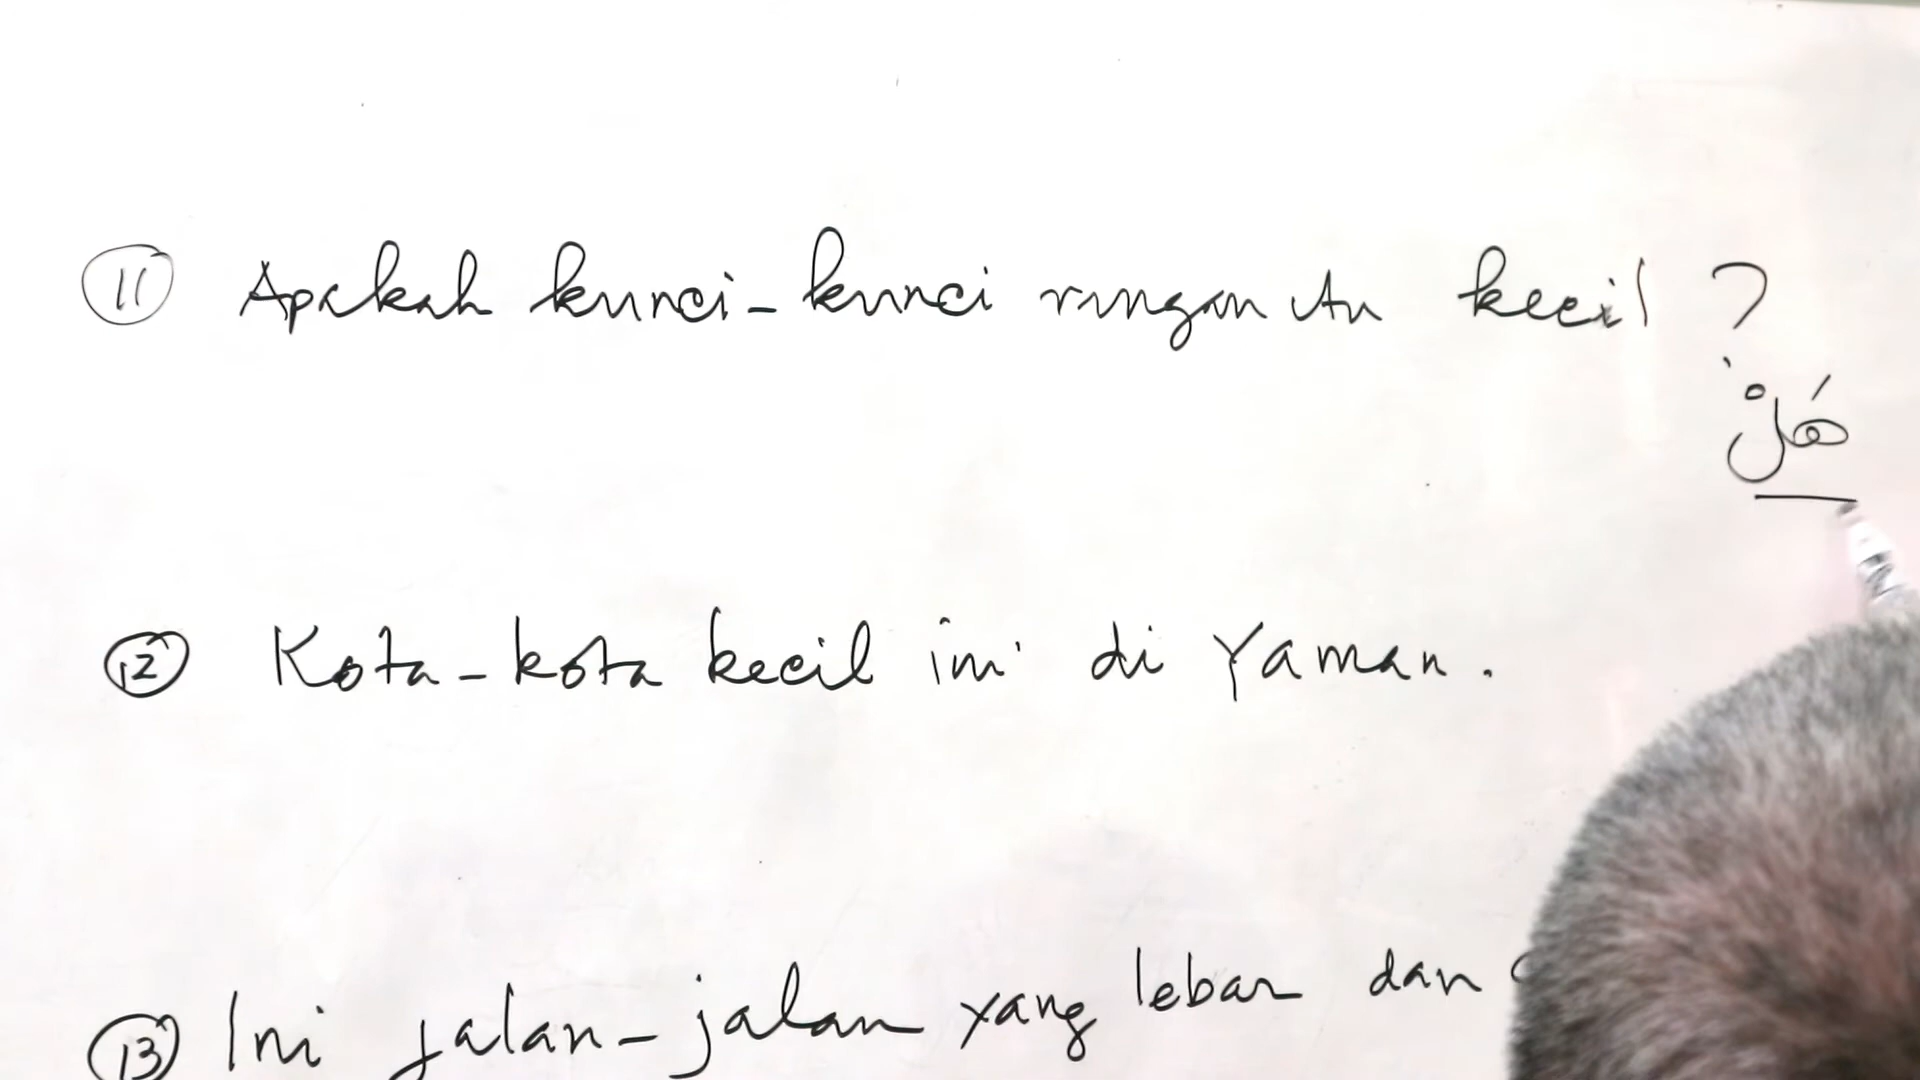 11 Apakah kunci-kunci ringan itu kecil ?
هَلْ
12 Kota-kota kecil ini di Yaman.
13 Ini jalan-jalan yang lebar dan